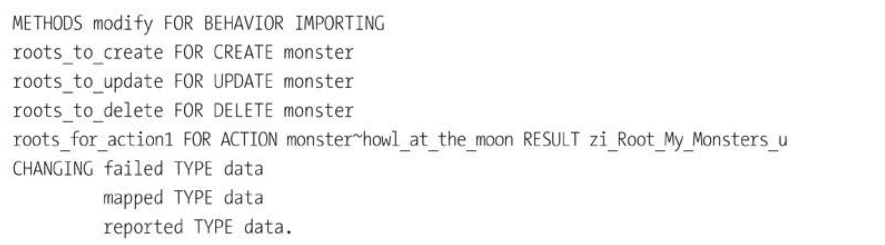 METHODS modify FOR BEHAVIOR IMPORTING
roots_to_create FOR CREATE monster
roots_to_update FOR UPDATE monster
roots_to_delete FOR DELETE monster
roots_for_action1 FOR ACTION monster~howl_at_the_moon RESULT zi_Root_My_Monsters_u
CHANGING failed TYPE data
mapped TYPE data
reported TYPE data.